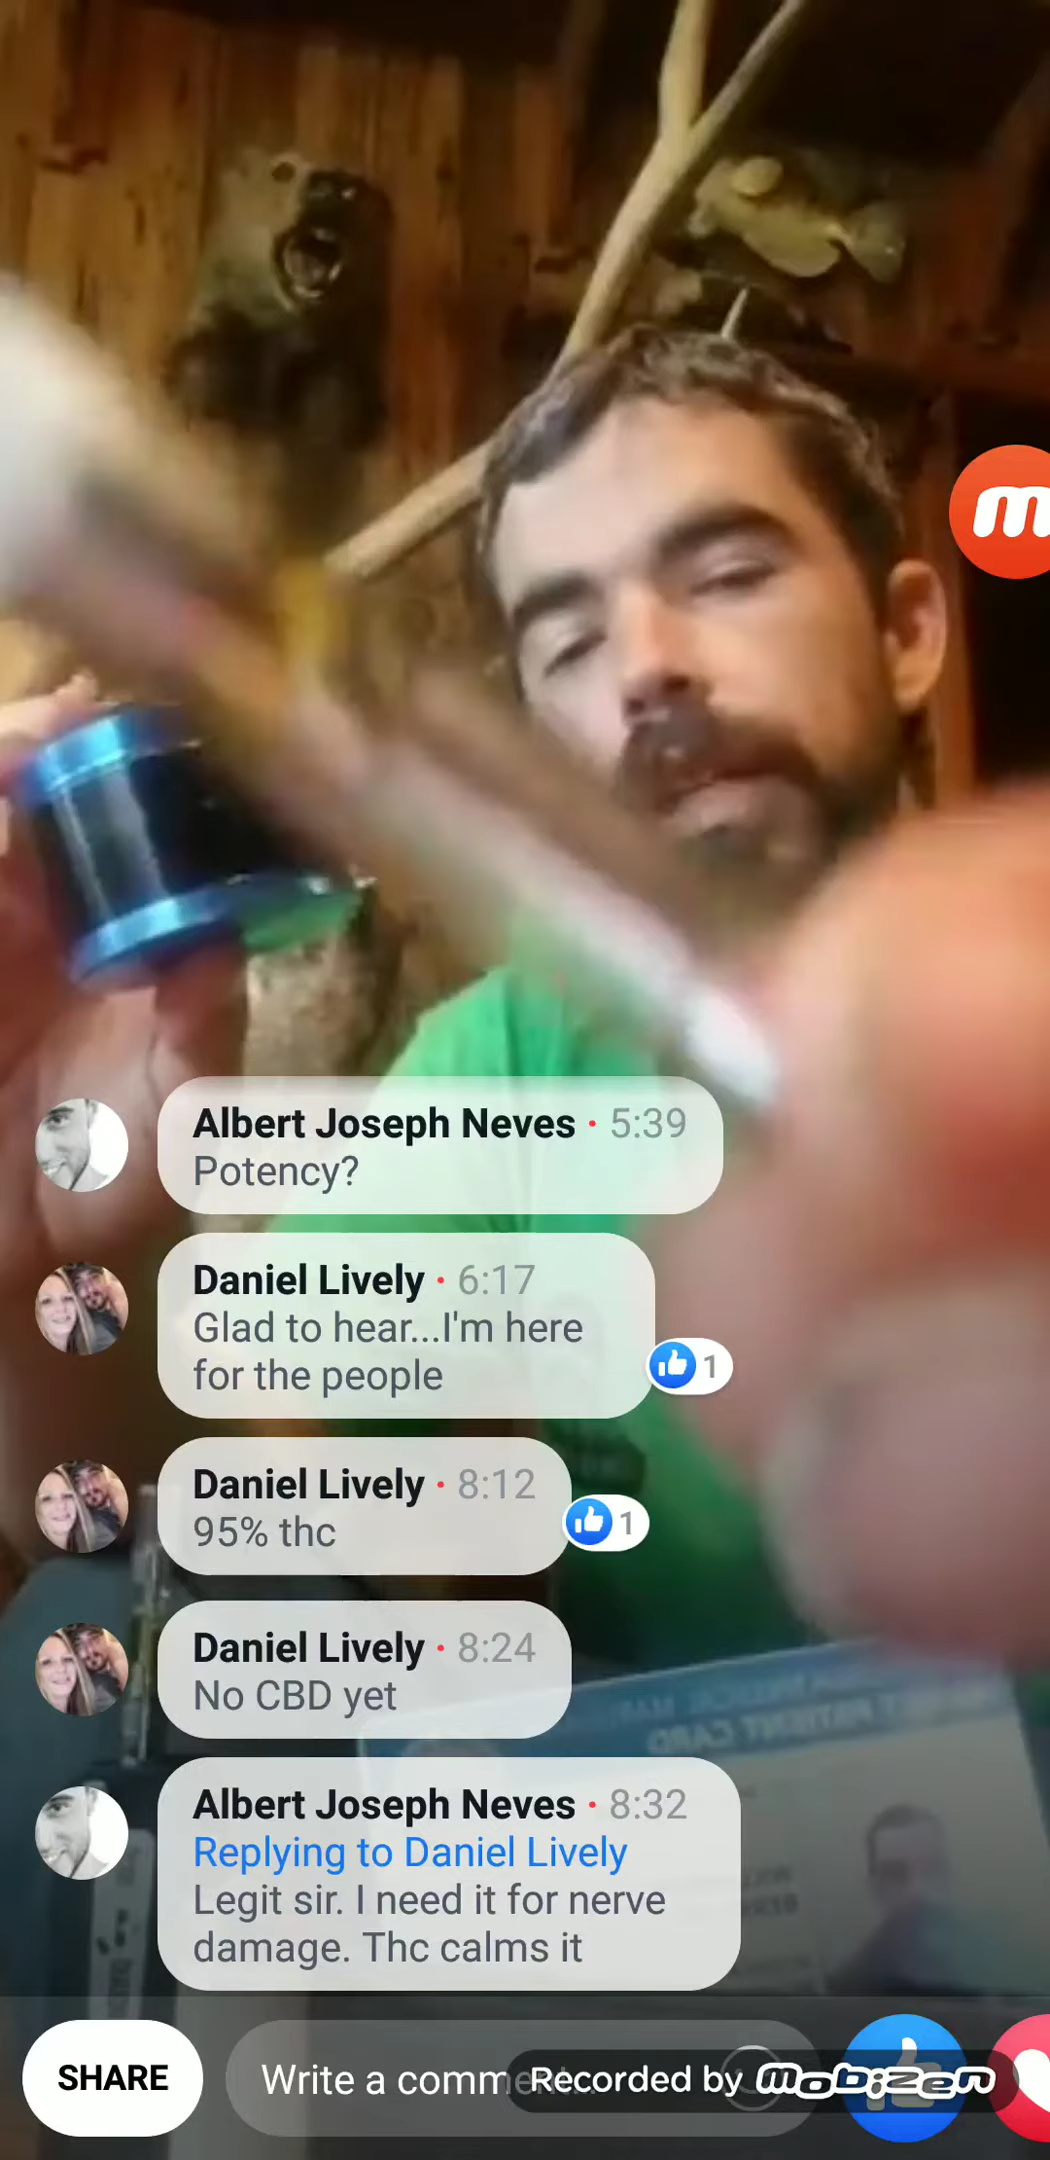 Albert Joseph Neves • 5:39
Potency?
Daniel Lively • 6:17
Glad to hear...I'm here
for the people
1
Daniel Lively • 8:12
95% thc
1
Daniel Lively • 8:24
No CBD yet
PATIENT CARD
Albert Joseph Neves • 8:32
Replying to Daniel Lively
Legit sir. I need it for nerve
damage. Thc calms it
SHARE
Write a comm
Recorded by mobizen